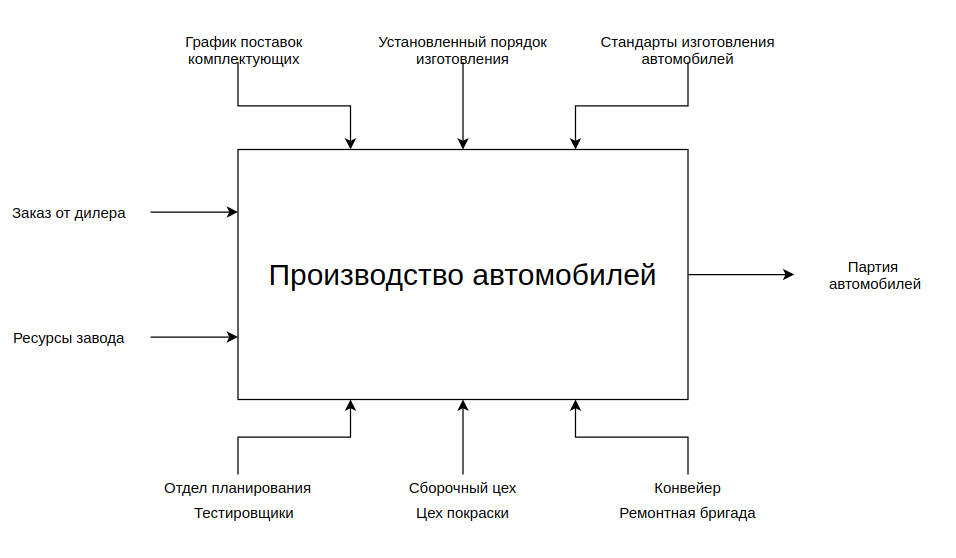 График поставок
комплектующих
Установленный порядок
изготовления
Стандарты изготовления
автомобилей
Заказ от дилера
Производство автомобилей
Партия
автомобилей
Ресурсы завода
Отдел планирования
Тестировщики
Сборочный цех
Цех покраски
Конвейер
Ремонтная бригада